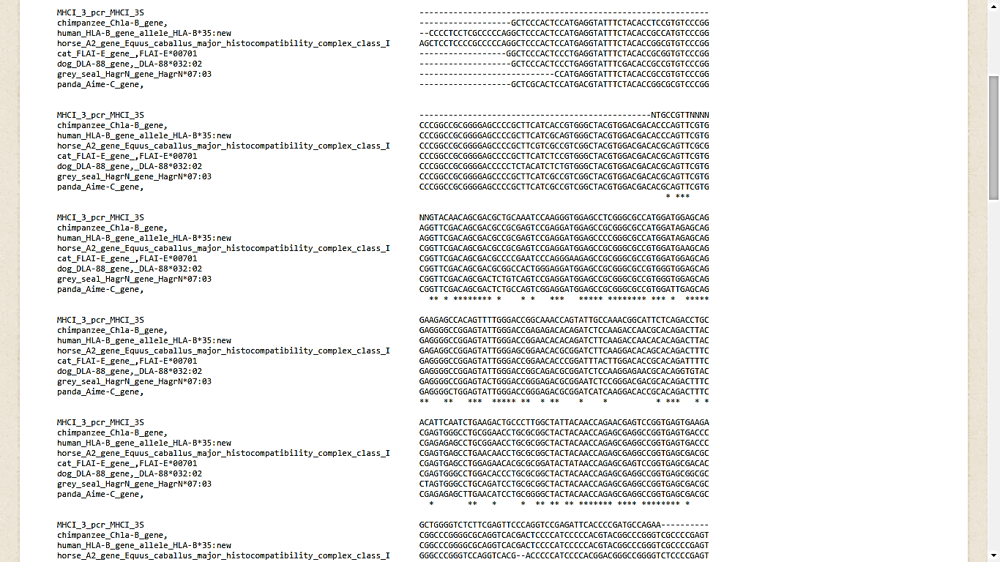 MHCI_3_pcr_MHCI_3S ------------------------------------------------------------
chimpanzee_Chla-B_gene, -------------------GCTCCCACTCCATGAGGTATTTCTACACCTCCGTGTCCCGG
human_HLA-B_gene_allele_HLA-B*35:new --CCCCTCCTCGCCCCCAGGCTCCCACTCCATGAGGTATTTCTACACCGCCATGTCCCGG
horse_A2_gene_Equus_caballus_major_histocompatibility_complex_class_I AGCTCCTCCCCGCCCCCAGGCTCCCACTCCATGAGGTATTTCTACACCGCCGTGTCCCGG
cat_FLAI-E_gene_,FLAI-E*00701 ------------------GGCTCCCACTCCCTGAGGTATTTCTACACCGCGGTGTCCCGG
dog_DLA-88_gene,_DLA-88*032:02 -------------------GCTCCCACTCCCTGAGGTATTTCGACACCGCCGTGTCCCGG
grey_seal_HagrN_gene_HagrN*07:03 ----------------------------CCATGAGGTATTTCTACACCGCCGTGTCCCGG
panda_Aime-C_gene, -------------------GCTCGCACTCCATGACGTATTTCTACACCGGCGCGTCCCGG
MHCI_3_pcr_MHCI_3S ------------------------------------------------NTGCCGTTNNNN
chimpanzee_Chla-B_gene, CCCGGCCGCGGGGAGCCCCGCTTCATCACCGTGGGCTACGTGGACGACACCCAGTTCGTG
human_HLA-B_gene_allele_HLA-B*35:new CCCGGCCGCGGGGAGCCCCGCTTCATCGCAGTGGGCTACGTGGACGACACCCAGTTCGTG
horse_A2_gene_Equus_caballus_major_histocompatibility_complex_class_I CCCGGCCGCGGGGAGCCCCGCTTCGTCGCCGTCGGCTACGTGGACGACACGCAGTTCGCG
cat_FLAI-E_gene_,FLAI-E*00701 CCCGGCCGCGGGGAGCCCCGCTTCATCTCCGTGGGCTACGTGGACGACACGCAGTTCGTG
dog_DLA-88_gene,_DLA-88*032:02 CCCGGCCGCGGGGACCCCCTCTACATCTCTGTGGGCTACGTGGACGACACGCAGTTCGTG
grey_seal_HagrN_gene_HagrN*07:03 CCCGGCCGCGGGGAGCCCCGCTTCATCGCCGTCGGCTACGTGGACGACACGCAGTTCGTG
panda_Aime-C_gene, CCCGGCCGCGGGGAGCCCCGCTTCATCGCCGTCGGCTACGTGGACGACACGCAGTTCGTG
* ***
MHCI_3_pcr_MHCI_3S NNGTACAACAGCGACGCTGCAAATCCAAGGGTGGAGCCTCGGGCGCCATGGATGGAGCAG
chimpanzee_Chla-B_gene, AGGTTCGACAGCGACGCCGCGAGTCCGAGGATGGAGCCGCGGGCGCCATGGATAGAGCAG
human_HLA-B_gene_allele_HLA-B*35:new AGGTTCGACAGCGACGCCGCGAGTCCGAGGATGGAGCCCCGGGCGCCATGGATAGAGCAG
horse_A2_gene_Equus_caballus_major_histocompatibility_complex_class_I CGGTTCGACAGCGACGCCGCGAGTCCGAGGATGGAGCCGCGGGCGCCGTGGATGAAGCAG
cat_FLAI-E_gene_,FLAI-E*00701 CGGTTCGACAGCGACGCCCCGAATCCCAGGGAAGAGCCGCGGGCGCCGTGGATGGAGCAG
dog_DLA-88_gene,_DLA-88*032:02 CGGTTCGACAGCGACGCGGCCACTGGGAGGATGGAGCCGCGGGCGCCGTGGGTGGAGCAG
grey_seal_HagrN_gene_HagrN*07:03 CGGTTCGACAGCGACTCTGTCAGTCCGAGGATGGAGCCGCGGGCGCCGTGGGTGGAGCAG
panda_Aime-C_gene, CGGTTCGACAGCGACTCTGCCAGTCGGAGGATGGAGCCGCGGGCGCCGTGGATTGAGCAG
** * ******** *    * *   ***   ***** ******** *** *  *****
MHCI_3_pcr_MHCI_3S GAAGAGCCACAGTTTTGGGACCGGCAAACCAGTATTGCCAAACGGCATTCTCAGACCTGC
chimpanzee_Chla-B_gene, GAGGGGCCGGAGTATTGGGACCGAGAGACACAGATCTCCAAGACCAACGCACAGACTTAC
human_HLA-B_gene_allele_HLA-B*35:new GAGGGGCCGGAGTATTGGGACCGGAACACACAGATCTTCAAGACCAACACACAGACTTAC
horse_A2_gene_Equus_caballus_major_histocompatibility_complex_class_I GAGAGGCCGGAGTATTGGGAGCGGAACACGCGGATCTTCAAGGACACAGCACAGACTTTC
cat_FLAI-E_gene_,FLAI-E*00701 GAGGGGCCGGAGTATTGGGACCGGAACACCCGGATTTACTTGGACACCGCACAGATTTTC
dog_DLA-88_gene,_DLA-88*032:02 GAGGGGCCGGAGTATTGGGACCGGCAGACGCGGATCTCCAAGGAGAACGCACAGGTGTAC
grey_seal_HagrN_gene_HagrN*07:03 GAGGGGCCGGAGTACTGGGACCGGGAGACGCGGAATCTCCGGGACGACGCACAGACTTTC
panda_Aime-C_gene, GAGGGGCTGGAGTATTGGGACCGGGAGACGCGGATCATCAAGGACACCGCACAGACTTTC
**   **   ***  ***** **  * **    *    *          * ***   * *
MHCI_3_pcr_MHCI_3S ACATTCAATCTGAAGACTGCCCTTGGCTATTACAACCAGAACGAGTCCGGTGAGTGAAGA
chimpanzee_Chla-B_gene, CGAGTGGGCCTGCGGAACCTGCGCGGCTACTACAACCAGAGCGAGGCCGGTGAGTGACCC
human_HLA-B_gene_allele_HLA-B*35:new CGAGAGAGCCTGCGGAACCTGCGCGGCTACTACAACCAGAGCGAGGCCGGTGAGTGACCC
horse_A2_gene_Equus_caballus_major_histocompatibility_complex_class_I CGAGTGAGCCTGAACAACCTGCGCGGCTACTACAACCAGAGCGAGGCCGGTGAGCGACGC
cat_FLAI-E_gene_,FLAI-E*00701 CGAGTGAGCCTGGAGAACACGCGCGGATACTATAACCAGAGCGAGTCCGGTGAGCGACAC
dog_DLA-88_gene,_DLA-88*032:02 CGAGTGGGCCTGGACACCCTGCGCGGCTACTACAACCAGAGCGAGGCCGGTGAGCGGCGC
grey_seal_HagrN_gene_HagrN*07:03 CTAGTGGGCCTGCAGATCCTGCGCGGCTACTACAACCAGAGCGAGGCCGGTGAGCGACGC
panda_Aime-C_gene, CGAGAGAGCTTGAACATCCTGCGGGGCTACTACAACCAGAGCGAGGCCGGTGAGCGACGC
*       **   *     *  ** ** ** ******* **** ******** *
MHCI_3_pcr_MHCI_3S GCTGGGGTCTCTTCGAGTTCCCAGGTCCGAGATTCACCCCGATGCCAGAA----------
chimpanzee_Chla-B_gene, CGGCCCGGGGCGCAGGTCACGACTCCCCATCCCCCACGTACGGCCCGGGTCGCCCCGAGT
human_HLA-B_gene_allele_HLA-B*35:new CGGCCCGGGGCGCAGGTCACGACTCCCCATCCCCCACGTACGGCCCGGGTCGCCCCGAGT
horse_A2_gene_Equus_caballus_major_histocompatibility_complex_class_I GGGCCCGGGTCCAGGTCACG--ACCCCCATCCCCACGGACGGGCCGGGGTCTCCCCGAGT